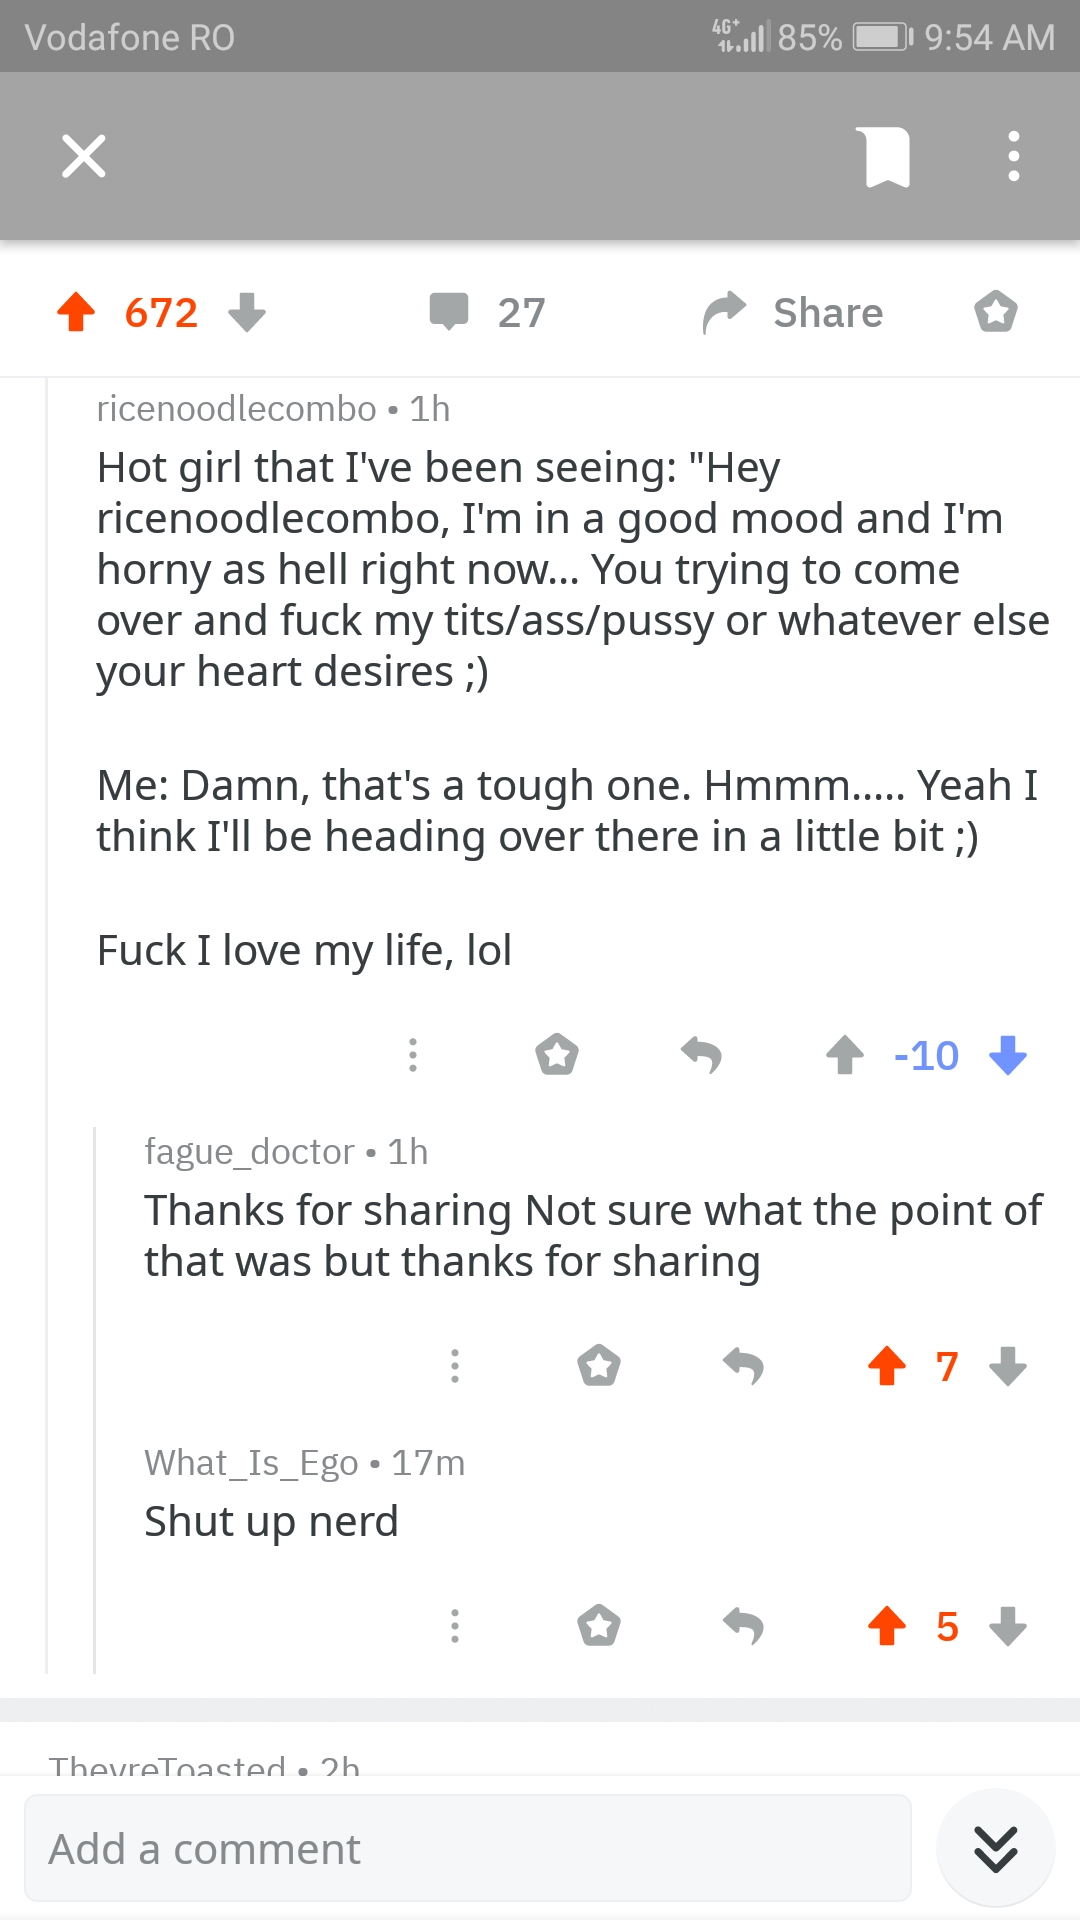 Vodafone RO 4G+ 85% 9:54 AM
672 27 Share
ricenoodlecombo • 1h
Hot girl that I've been seeing: "Hey
ricenoodlecombo, I'm in a good mood and I'm
horny as hell right now... You trying to come
over and fuck my tits/ass/pussy or whatever else
your heart desires ;)
Me: Damn, that's a tough one. Hmmm..... Yeah I
think I'll be heading over there in a little bit ;)
Fuck I love my life, lol
-10
fague_doctor • 1h
Thanks for sharing Not sure what the point of
that was but thanks for sharing
7
What_Is_Ego • 17m
Shut up nerd
5
TheyreToasted • 2h
Add a comment